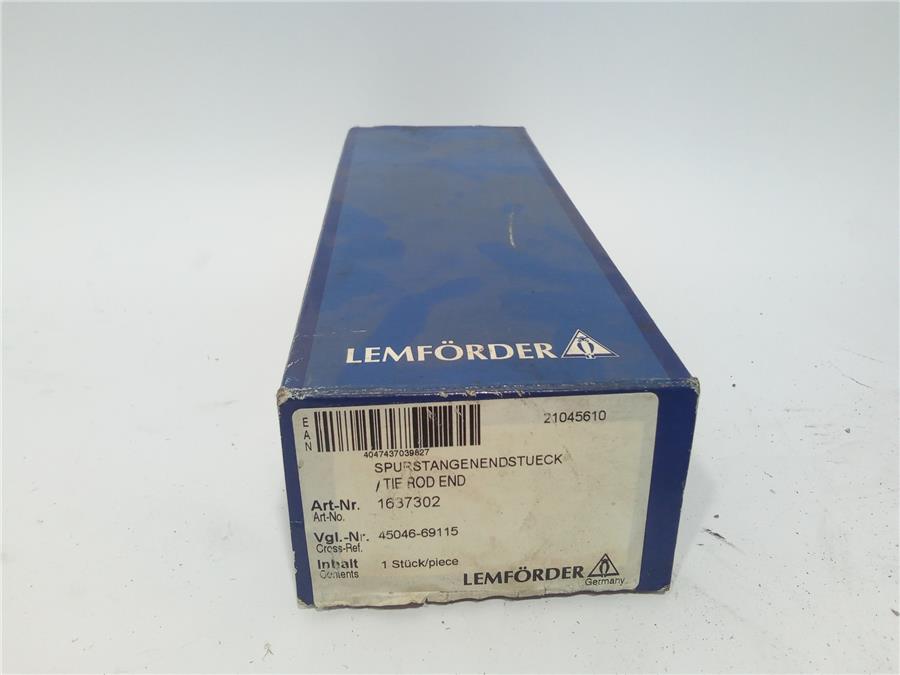 LEMFÖRDER
EAN
21045610
4047437039827
SPURSTANGENENDSTUECK
/TIE ROD END
Art-Nr. 1637302
Art-No.
Vgl.-Nr. 45046-69115
Cross-Ref.
Inhalt 1 Stück/piece
Contents
LEMFÖRDER
Germany